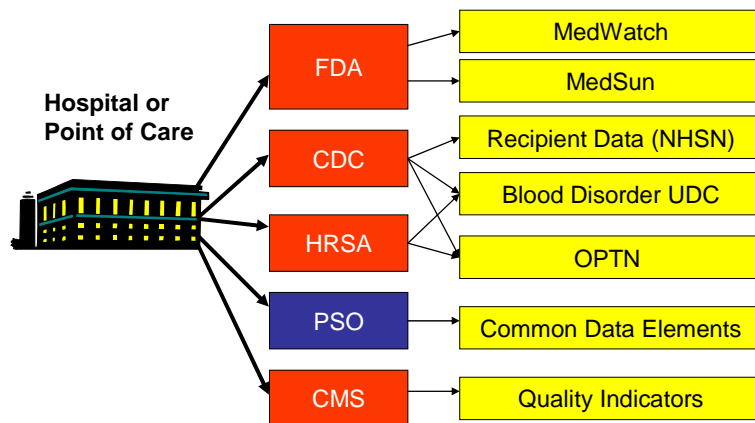 Hospital or
Point of Care
FDA
CDC
HRSA
PSO
CMS
MedWatch
MedSun
Recipient Data (NHSN)
Blood Disorder UDC
OPTN
Common Data Elements
Quality Indicators